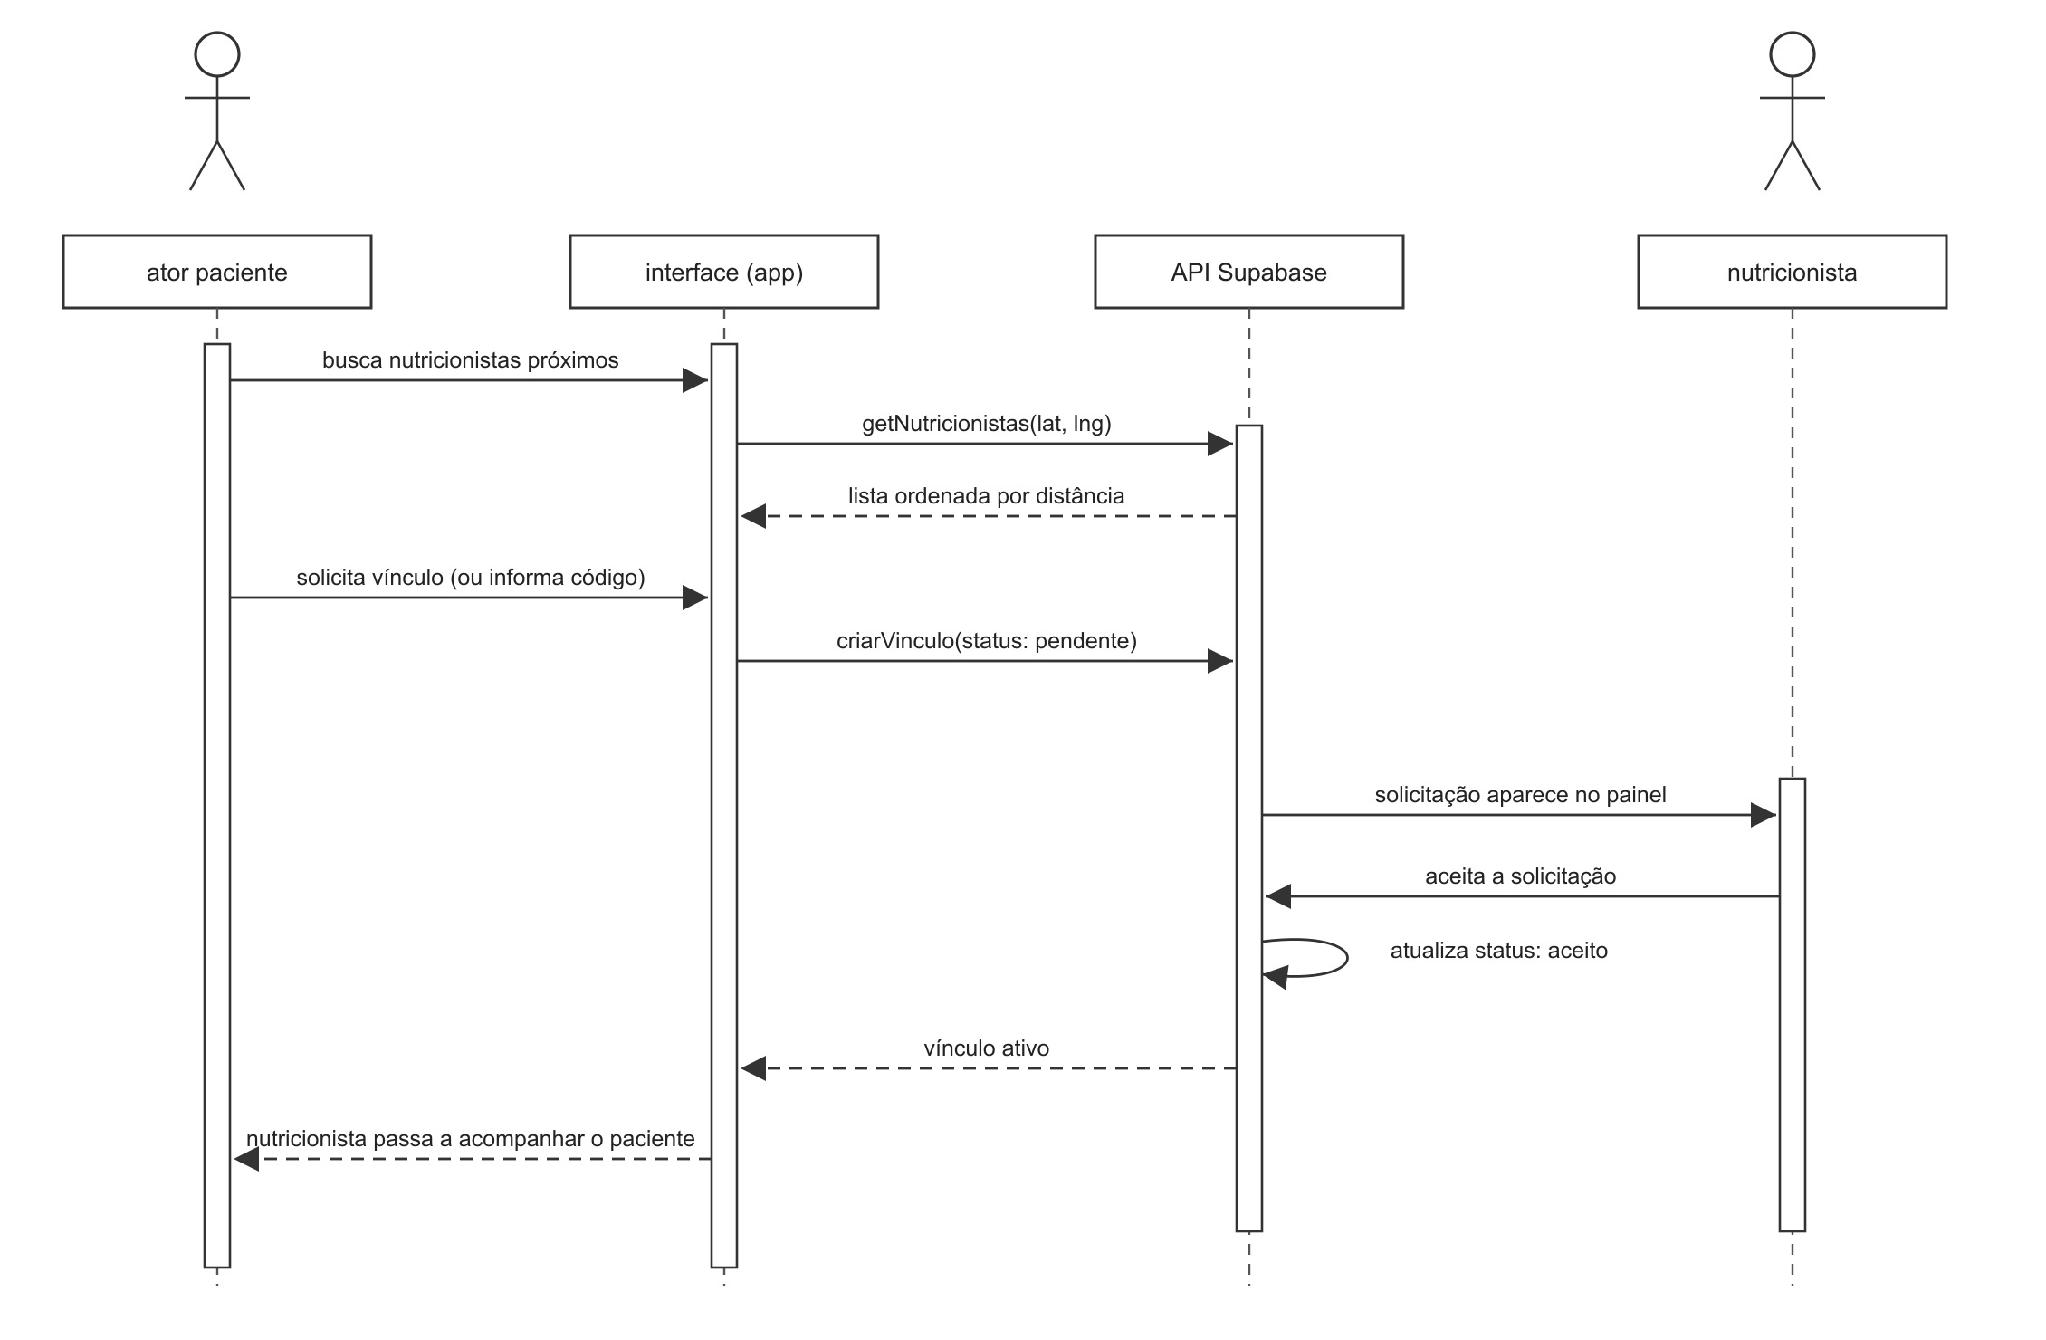 ator paciente
interface (app)
API Supabase
nutricionista
busca nutricionistas próximos
getNutricionistas(lat, lng)
lista ordenada por distância
solicita vínculo (ou informa código)
criarVinculo(status: pendente)
solicitação aparece no painel
aceita a solicitação
atualiza status: aceito
vínculo ativo
nutricionista passa a acompanhar o paciente